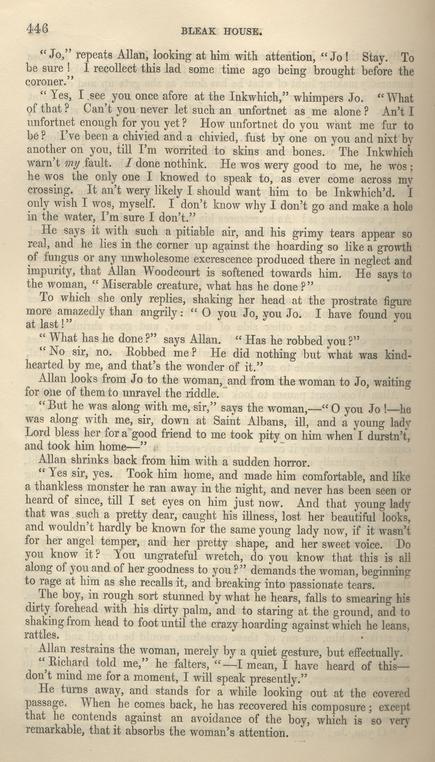 446 BLEAK HOUSE.
“Jo,” repeats Allan, looking at him with attention, “Jo! Stay. To
be sure! I recollect this lad some time ago being brought before the
coroner.”
“Yes, I see you once afore at the Inkwhich,” whimpers Jo. “What
of that? Can't you never let such an unfortnet as me alone? An't I
unfortnet enough for you yet? How unfortnet do you want me fur to
be? I've been a chivied and a chivied, fust by one on you and nixt by
another on you, till I'm worrited to skins and bones. The Inkwhich
warn't my fault. I done nothink. He wos wery good to me, he wos;
he wos the only one I knowed to speak to, as ever come across my
crossing. It an't wery likely I should want him to be Inkwhich'd. I
only wish I wos, myself. I don't know why I don't go and make a hole
in the water, I'm sure I don't.”
He says it with such a pitiable air, and his grimy tears appear so
real, and he lies in the corner up against the hoarding so like a growth
of fungus or any unwholesome excrescence produced there in neglect and
impurity, that Allan Woodcourt is softened towards him. He says to
the woman, “Miserable creature, what has he done?”
To which she only replies, shaking her head at the prostrate figure
more amazedly than angrily: “O you Jo, you Jo. I have found you
at last!”
“What has he done?” says Allan. “Has he robbed you?”
“No sir, no. Robbed me? He did nothing but what was kind-
hearted by me, and that's the wonder of it.”
Allan looks from Jo to the woman, and from the woman to Jo, waiting
for one of them to unravel the riddle.
“But he was along with me, sir,” says the woman,—“O you Jo!—he
was along with me, sir, down at Saint Albans, ill, and a young lady
Lord bless her for a good friend to me took pity on him when I durstn't,
and took him home—”
Allan shrinks back from him with a sudden horror.
“Yes sir, yes. Took him home, and made him comfortable, and like
a thankless monster he ran away in the night, and never has been seen or
heard of since, till I set eyes on him just now. And that young lady
that was such a pretty dear, caught his illness, lost her beautiful looks,
and wouldn't hardly be known for the same young lady now, if it wasn't
for her angel temper, and her pretty shape, and her sweet voice. Do
you know it? You ungrateful wretch, do you know that this is all
along of you and of her goodness to you?” demands the woman, beginning
to rage at him as she recalls it, and breaking into passionate tears.
The boy, in rough sort stunned by what he hears, falls to smearing his
dirty forehead with his dirty palm, and to staring at the ground, and to
shaking from head to foot until the crazy hoarding against which he leans,
rattles.
Allan restrains the woman, merely by a quiet gesture, but effectually.
“Richard told me,” he falters, “—I mean, I have heard of this—
don't mind me for a moment, I will speak presently.”
He turns away, and stands for a while looking out at the covered
passage. When he comes back, he has recovered his composure; except
that he contends against an avoidance of the boy, which is so very
remarkable, that it absorbs the woman's attention.